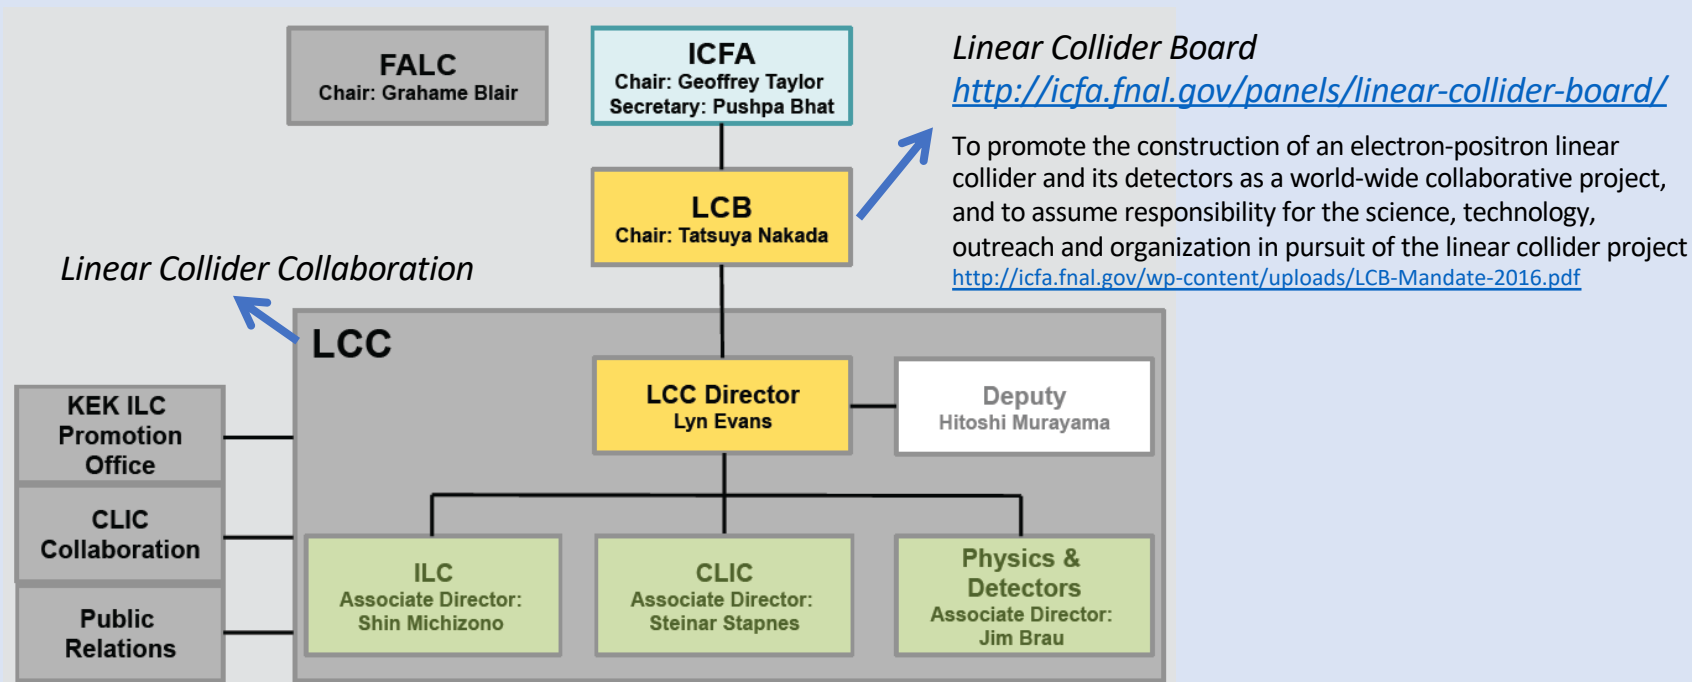 FALC
Chair: Grahame Blair
ICFA
Chair: Geoffrey Taylor
Secretary: Pushpa Bhat
Linear Collider Board
http://icfa.fnal.gov/panels/linear-collider-board/
To promote the construction of an electron-positron linear
collider and its detectors as a world-wide collaborative project,
and to assume responsibility for the science, technology,
outreach and organization in pursuit of the linear collider project
http://icfa.fnal.gov/wp-content/uploads/LCB-Mandate-2016.pdf
LCB
Chair: Tatsuya Nakada
Linear Collider Collaboration
LCC
LCC Director
Lyn Evans
Deputy
Hitoshi Murayama
KEK ILC
Promotion
Office
CLIC
Collaboration
Public
Relations
ILC
Associate Director:
Shin Michizono
CLIC
Associate Director:
Steinar Stapnes
Physics &
Detectors
Associate Director:
Jim Brau